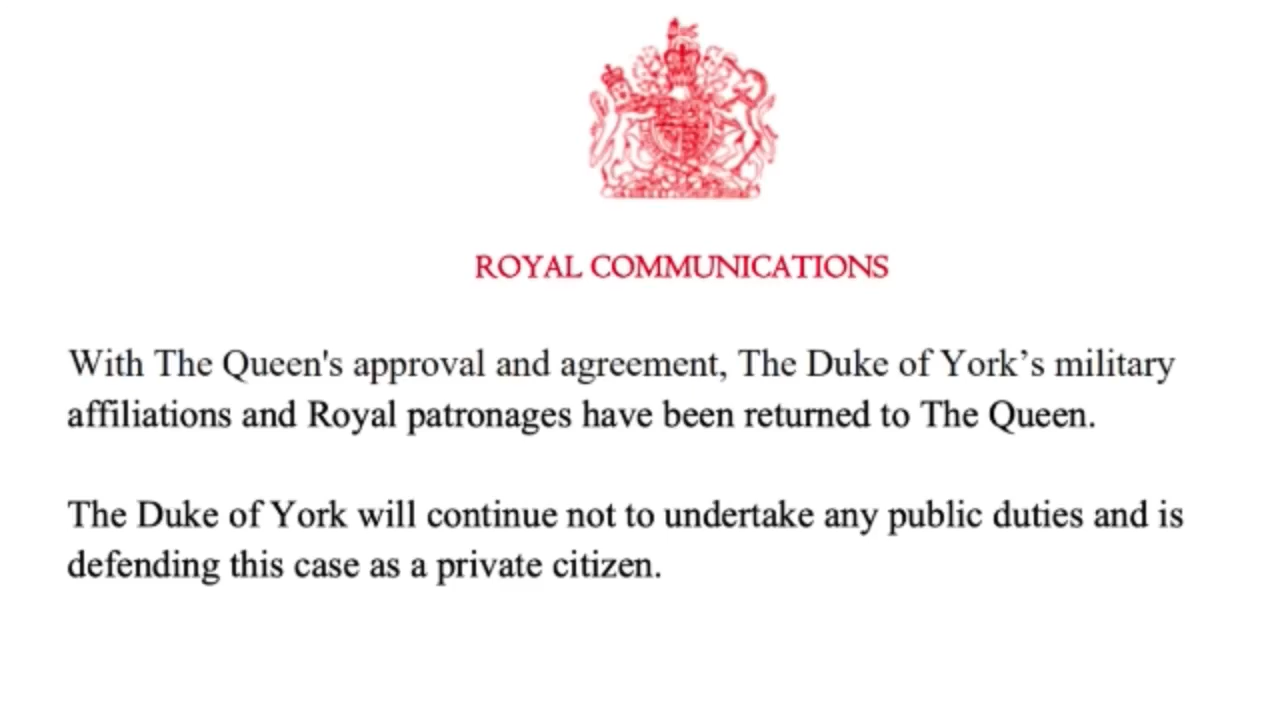 ROYAL COMMUNICATIONS
With The Queen's approval and agreement, The Duke of York’s military
affiliations and Royal patronages have been returned to The Queen.
The Duke of York will continue not to undertake any public duties and is
defending this case as a private citizen.